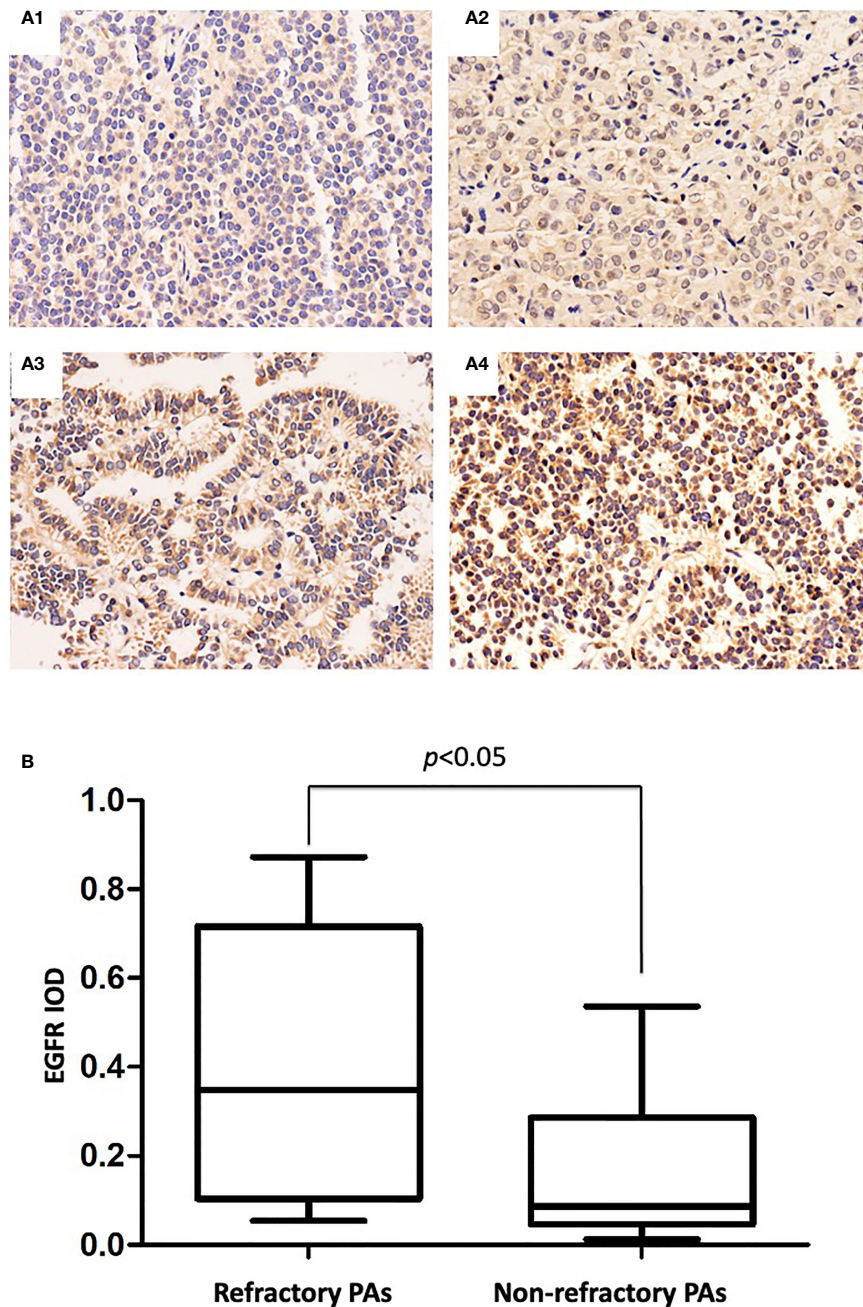 A1
A2
A3
A4
B
p<0.05
1.0
0.8
0.6
0.4
0.2
0.0
EGFR IOD
Refractory PAs
Non-refractory PAs